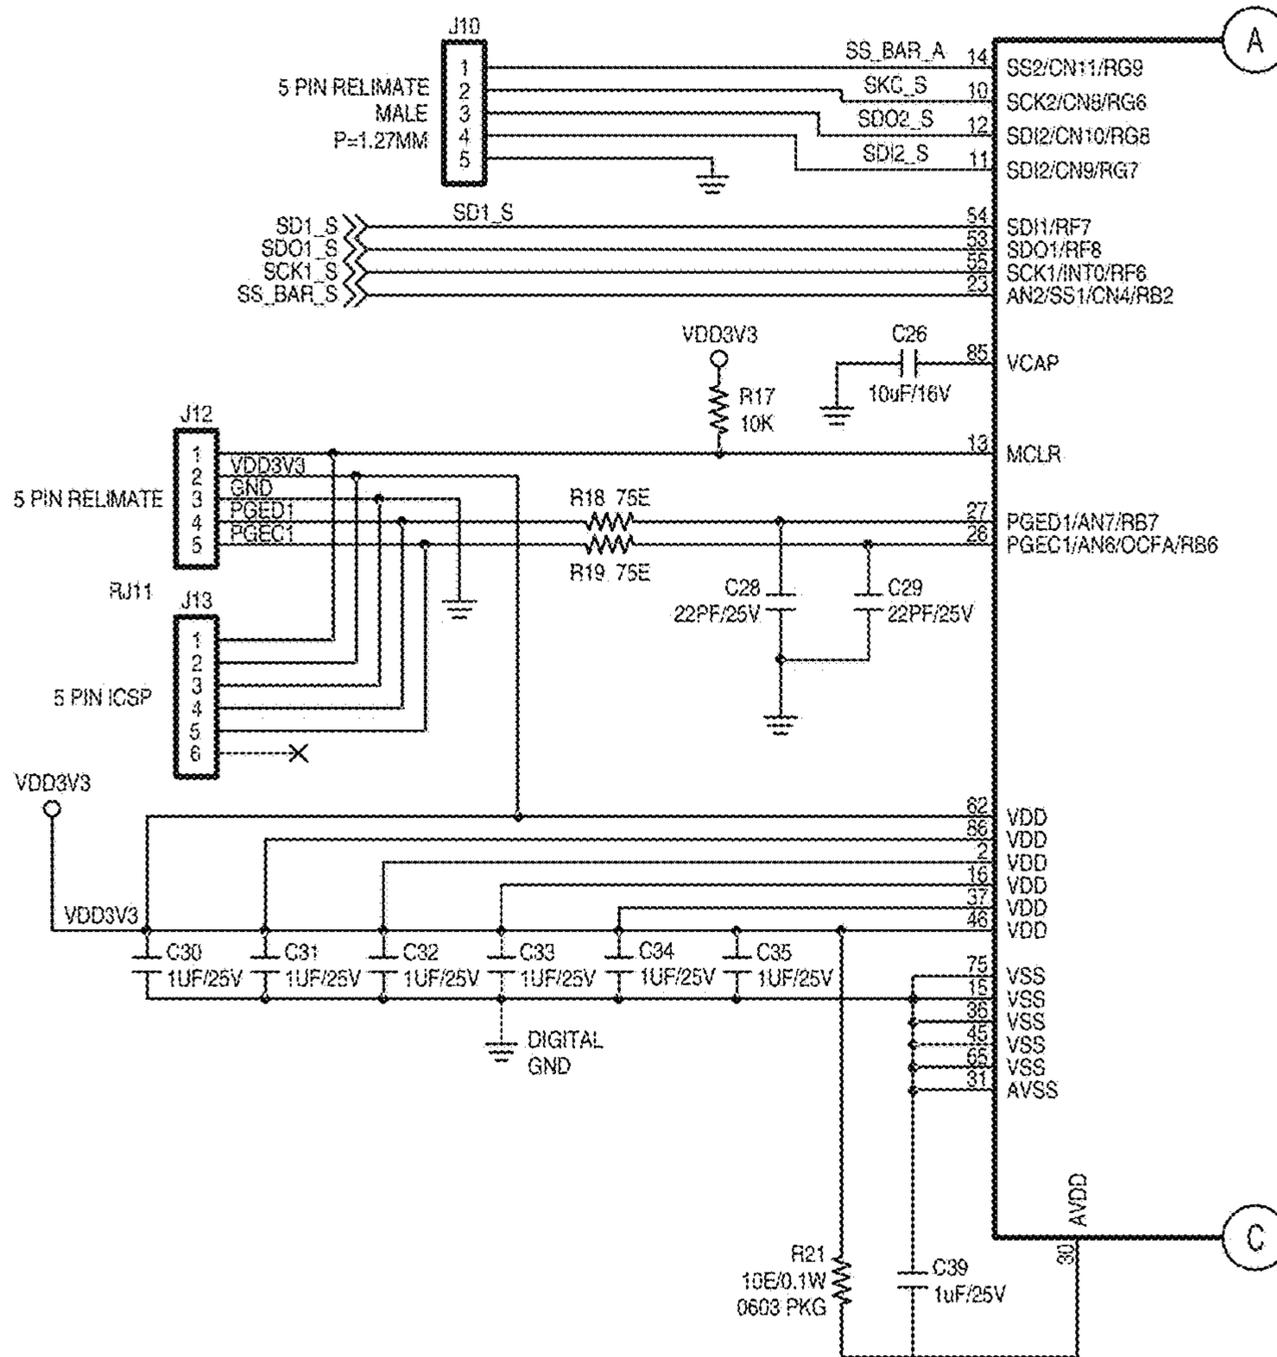 A
J10
5 PIN RELIMATE
MALE
P=1.27MM
1
2
3
4
5
SS_BAR_A 14 SS2/CN11/RG9
SKC_S 10 SCK2/CN8/RG6
SDO2_S 12 SDI2/CN10/RG8
SDI2_S 11 SDI2/CN9/RG7
SD1_S SD1_S 54 SDI1/RF7
SDO1_S 53 SDO1/RF8
SCK1_S 55 SCK1/INT0/RF6
SS_BAR_S 23 AN2/SS1/CN4/RB2
VDD3V3
R17
10K
C26
10uF/16V
85 VCAP
J12
5 PIN RELIMATE
1 13 MCLR
2 VDD3V3
3 GND
4 PGED1 R18 75E 27 PGED1/AN7/RB7
5 PGEC1 R19 75E 26 PGEC1/AN6/OCFA/RB6
C28
22PF/25V
C29
22PF/25V
RJ11
J13
5 PIN ICSP
1
2
3
4
5
6
VDD3V3
62 VDD
86 VDD
2 VDD
16 VDD
37 VDD
VDD3V3 46 VDD
C30
1UF/25V
C31
1UF/25V
C32
1UF/25V
C33
1UF/25V
C34
1UF/25V
C35
1UF/25V
DIGITAL
GND
75 VSS
15 VSS
36 VSS
45 VSS
65 VSS
31 AVSS
AVDD
30
C
R21
10E/0.1W
0603 PKG
C39
1uF/25V